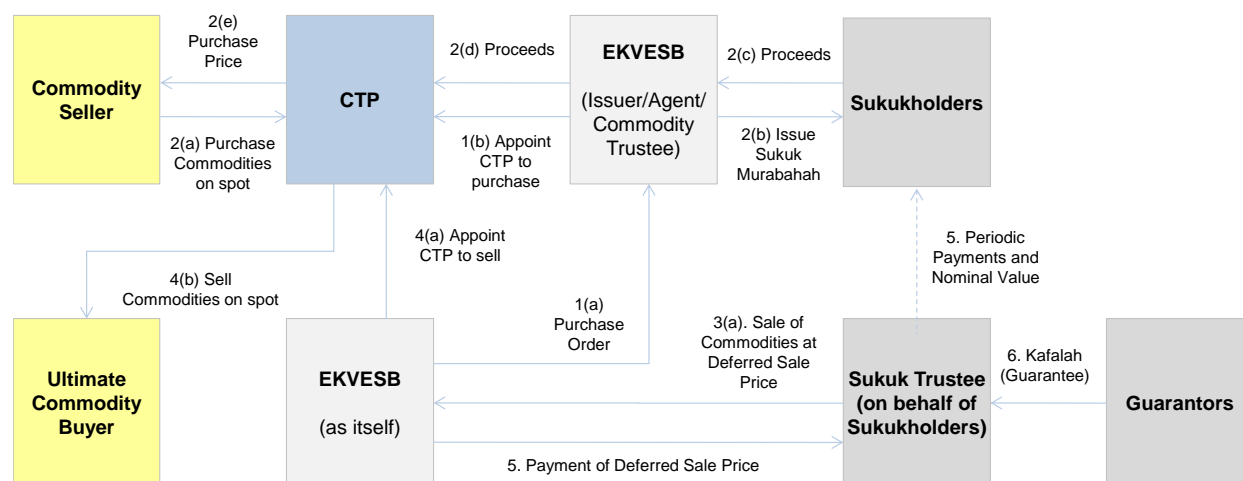 2(e)
Purchase
Price
Commodity
Seller
2(a) Purchase
Commodities
on spot
CTP
2(d) Proceeds
1(b) Appoint
CTP to
purchase
EKVESB
(Issuer/Agent/
Commodity
Trustee)
2(c) Proceeds
2(b) Issue
Sukuk
Murabahah
Sukukholders
4(a) Appoint
CTP to sell
4(b) Sell
Commodities on spot
1(a)
Purchase
Order
5. Periodic
Payments and
Nominal Value
3(a). Sale of
Commodities at
Deferred Sale
Price
6. Kafalah
(Guarantee)
Ultimate
Commodity
Buyer
EKVESB
(as itself)
Sukuk Trustee
(on behalf of
Sukukholders)
Guarantors
5. Payment of Deferred Sale Price